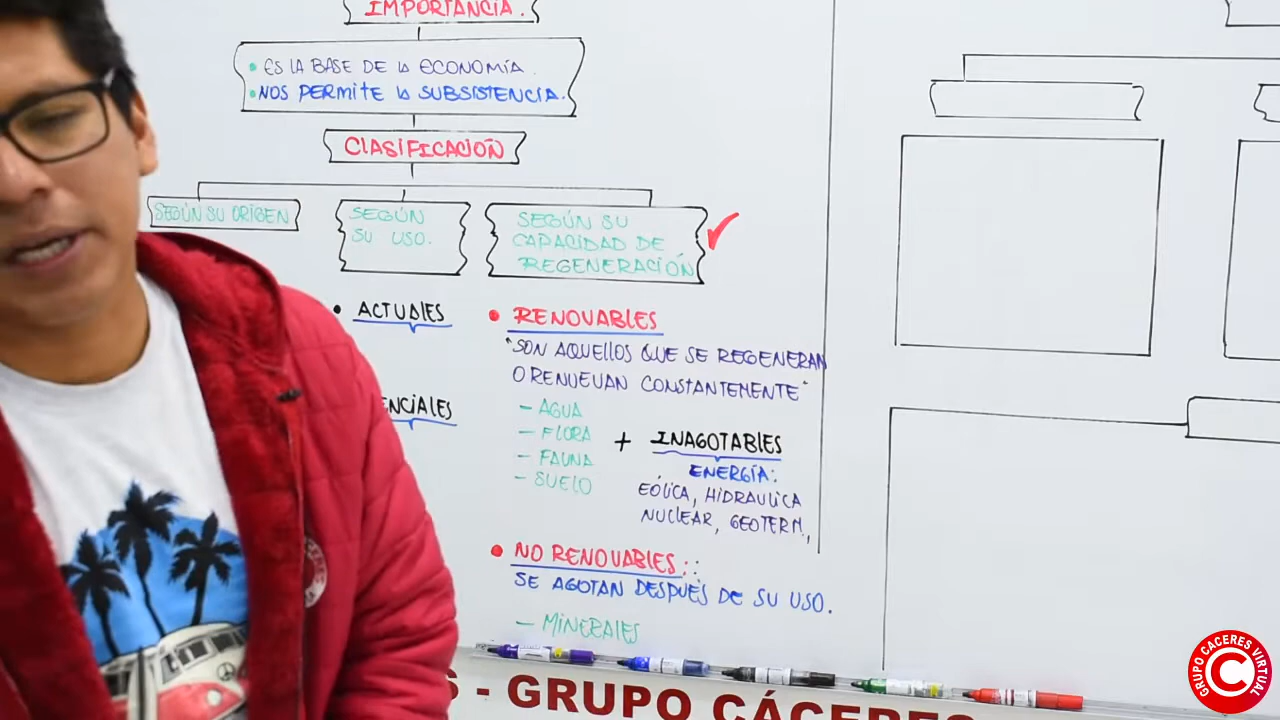 IMPORTANCIA.
• ES LA BASE DE LA ECONOMÍA.
• NOS PERMITE LA SUBSISTENCIA.
CLASIFICACIÓN
SEGÚN SU ORIGEN
SEGÚN
SU USO.
SEGÚN SU
CAPACIDAD DE
REGENERACIÓN
• ACTUALES
ENCIALES
• RENOVABLES
"SON AQUELLOS QUE SE REGENERAN
O RENUEVAN CONSTANTEMENTE"
- AGUA
- FLORA
- FAUNA
- SUELO
+ INAGOTABLES
ENERGÍA:
EÓLICA, HIDRAULICA
NUCLEAR, GEOTERM.,
• NO RENOVABLES::
SE AGOTAN DESPUÉS DE SU USO.
- MINERALES
S - GRUPO CÁCERES
GRUPO CACERES VIRTUAL